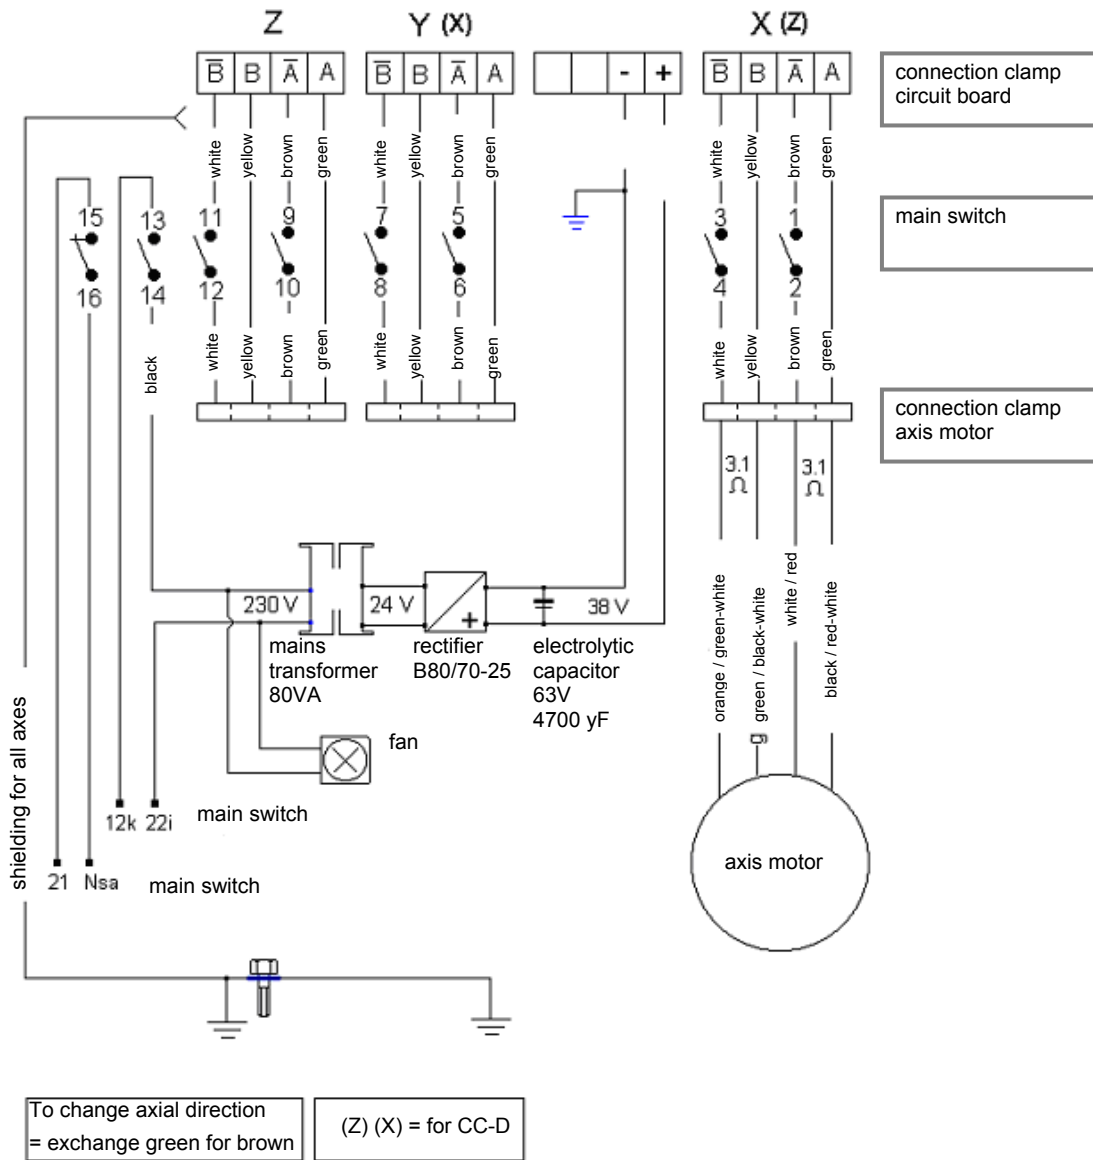 Z
Y (X)
X (Z)
B̅ B A̅ A
B̅ B A̅ A
- +
B̅ B A̅ A
connection clamp
circuit board
white
yellow
brown
green
white
yellow
brown
green
white
yellow
brown
green
main switch
15
13
11
9
7
5
3
1
16
14
12
10
8
6
4
2
black
white
yellow
brown
green
white
yellow
brown
green
white
yellow
brown
green
connection clamp
axis motor
3.1
Ω
3.1
Ω
230 V
24 V
+
38 V
mains
transformer
80VA
rectifier
B80/70-25
electrolytic
capacitor
63V
4700 yF
orange / green-white
g green / black-white
white / red
black / red-white
fan
shielding for all axes
12k 22i
main switch
21 Nsa
main switch
axis motor
To change axial direction
= exchange green for brown
(Z) (X) = for CC-D